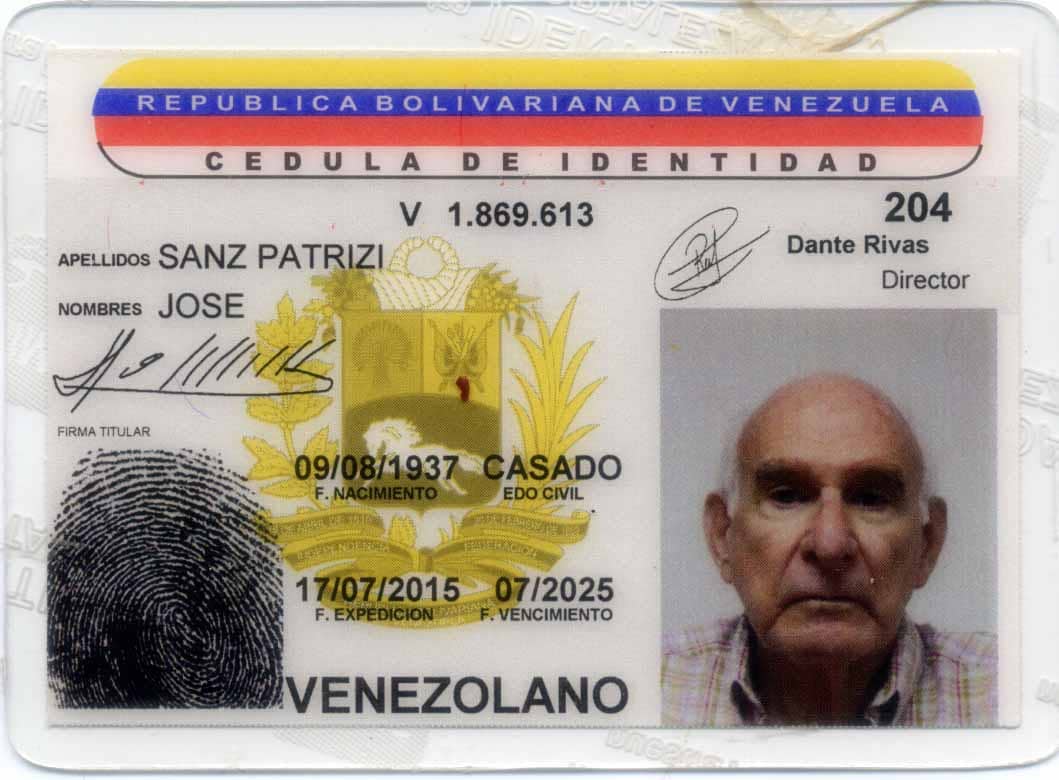 REPUBLICA BOLIVARIANA DE VENEZUELA
CEDULA DE IDENTIDAD
V 1.869.613
204
Dante Rivas
Director
APELLIDOS SANZ PATRIZI
NOMBRES JOSE
FIRMA TITULAR
09/08/1937 CASADO
F. NACIMIENTO EDO CIVIL
INDEPENDENCIA FEDERACION
17/07/2015 07/2025
F. EXPEDICION F. VENCIMIENTO
VENEZOLANO